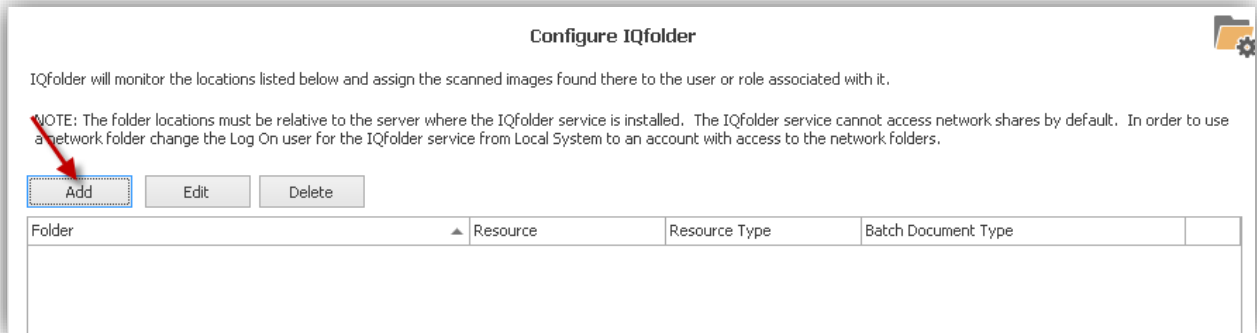 Configure IQfolder
IQfolder will monitor the locations listed below and assign the scanned images found there to the user or role associated with it.
NOTE: The folder locations must be relative to the server where the IQfolder service is installed.  The IQfolder service cannot access network shares by default.  In order to use
a network folder change the Log On user for the IQfolder service from Local System to an account with access to the network folders.
Add Edit Delete
Folder Resource Resource Type Batch Document Type